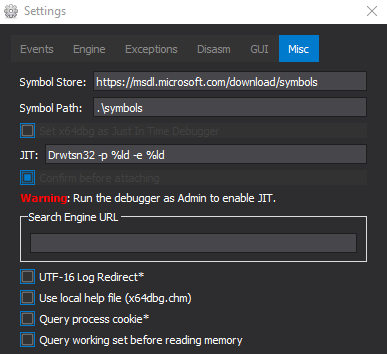 Settings
Events Engine Exceptions Disasm GUI Misc
Symbol Store: https://msdl.microsoft.com/download/symbols
Symbol Path: .\symbols
Set x64dbg as Just In Time Debugger
JIT: Drwtsn32 -p %ld -e %ld
Confirm before attaching
Warning: Run the debugger as Admin to enable JIT.
Search Engine URL
UTF-16 Log Redirect*
Use local help file (x64dbg.chm)
Query process cookie*
Query working set before reading memory